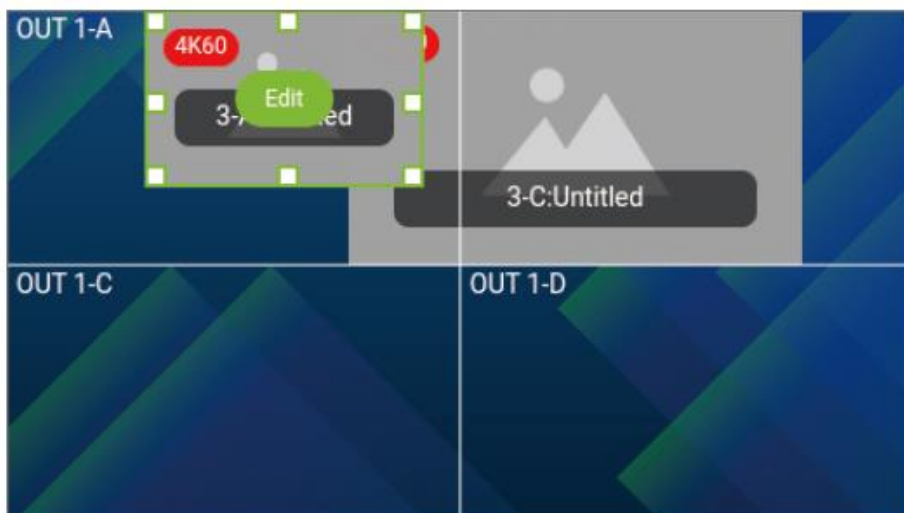 OUT 1-A
4K60
Edit
3-C:Untitled
OUT 1-C
OUT 1-D